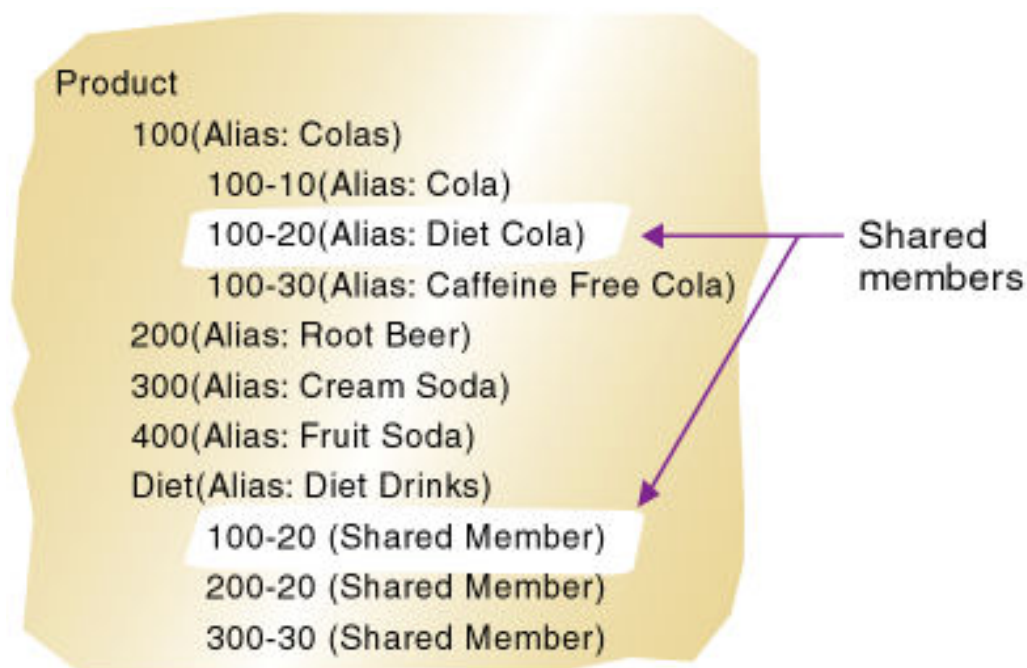 Product
100(Alias: Colas)
100-10(Alias: Cola)
100-20(Alias: Diet Cola)
100-30(Alias: Caffeine Free Cola)
200(Alias: Root Beer)
300(Alias: Cream Soda)
400(Alias: Fruit Soda)
Diet(Alias: Diet Drinks)
100-20 (Shared Member)
200-20 (Shared Member)
300-30 (Shared Member)
Shared
members